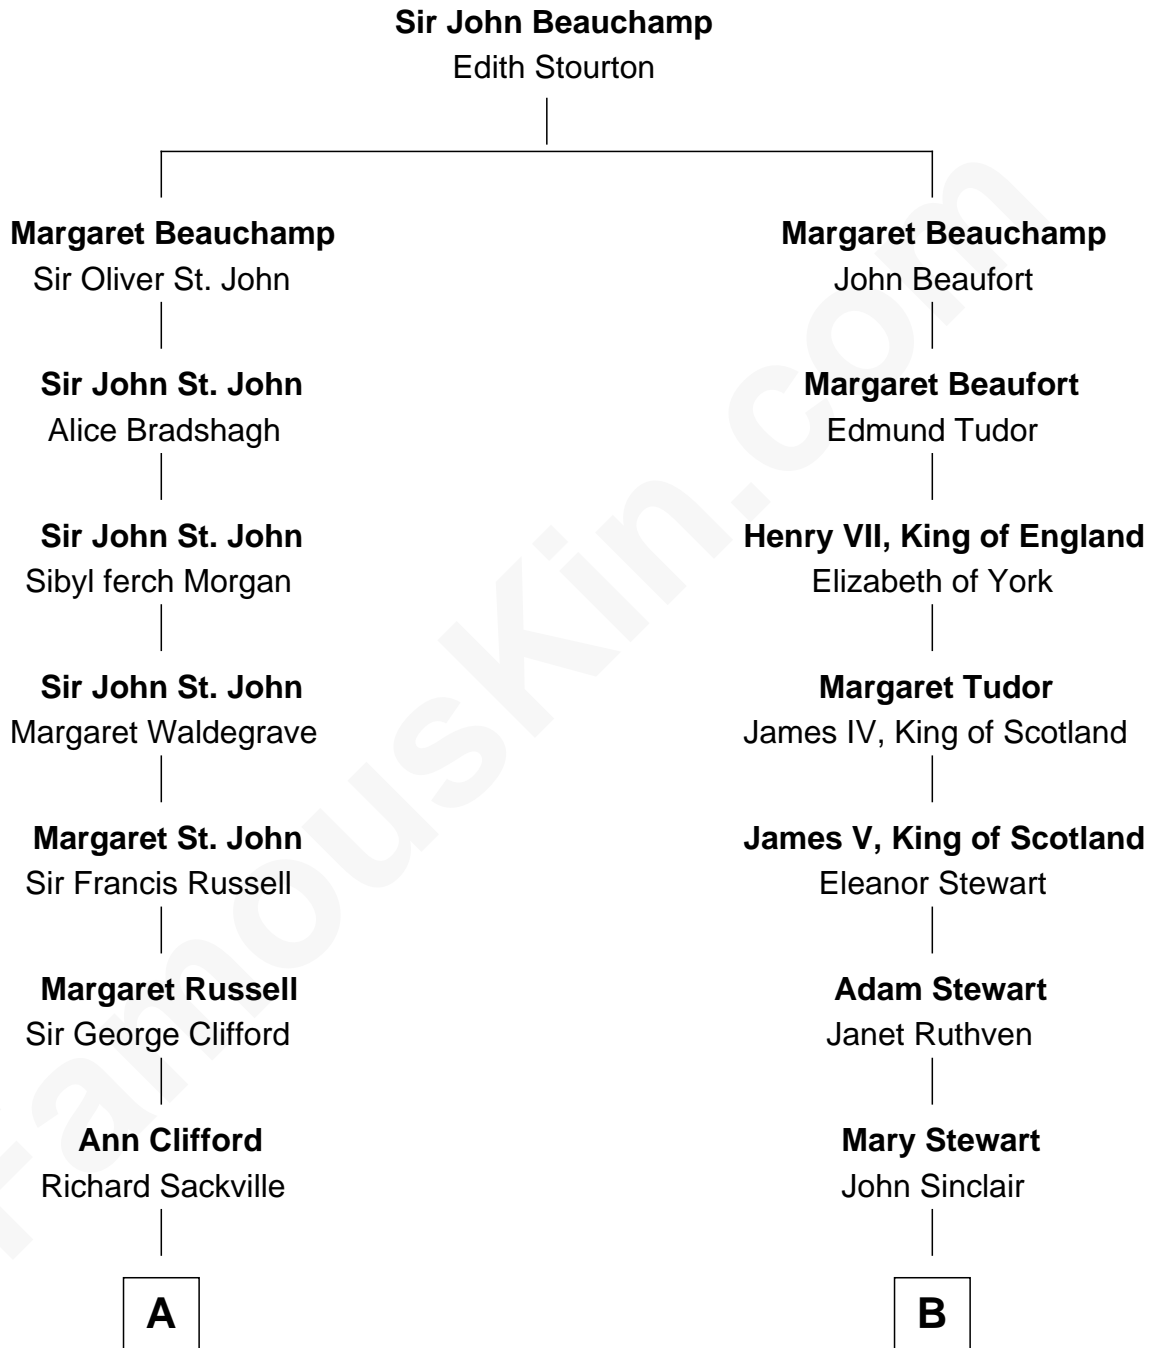 Sir John Beauchamp
Edith Stourton
Margaret Beauchamp
Sir Oliver St. John
Sir John St. John
Alice Bradshagh
Sir John St. John
Sibyl ferch Morgan
Sir John St. John
Margaret Waldegrave
Margaret St. John
Sir Francis Russell
Margaret Russell
Sir George Clifford
Ann Clifford
Richard Sackville
A
Margaret Beauchamp
John Beaufort
Margaret Beaufort
Edmund Tudor
Henry VII, King of England
Elizabeth of York
Margaret Tudor
James IV, King of Scotland
James V, King of Scotland
Eleanor Stewart
Adam Stewart
Janet Ruthven
Mary Stewart
John Sinclair
B
FamousKin.com